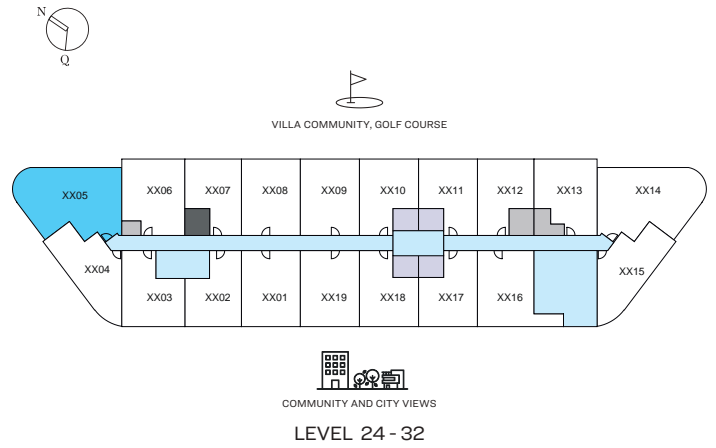 N
Q
VILLA COMMUNITY, GOLF COURSE
XX05 XX06 XX07 XX08 XX09 XX10 XX11 XX12 XX13 XX14
XX04 XX03 XX02 XX01 XX19 XX18 XX17 XX16 XX15
COMMUNITY AND CITY VIEWS
LEVEL 24 - 32